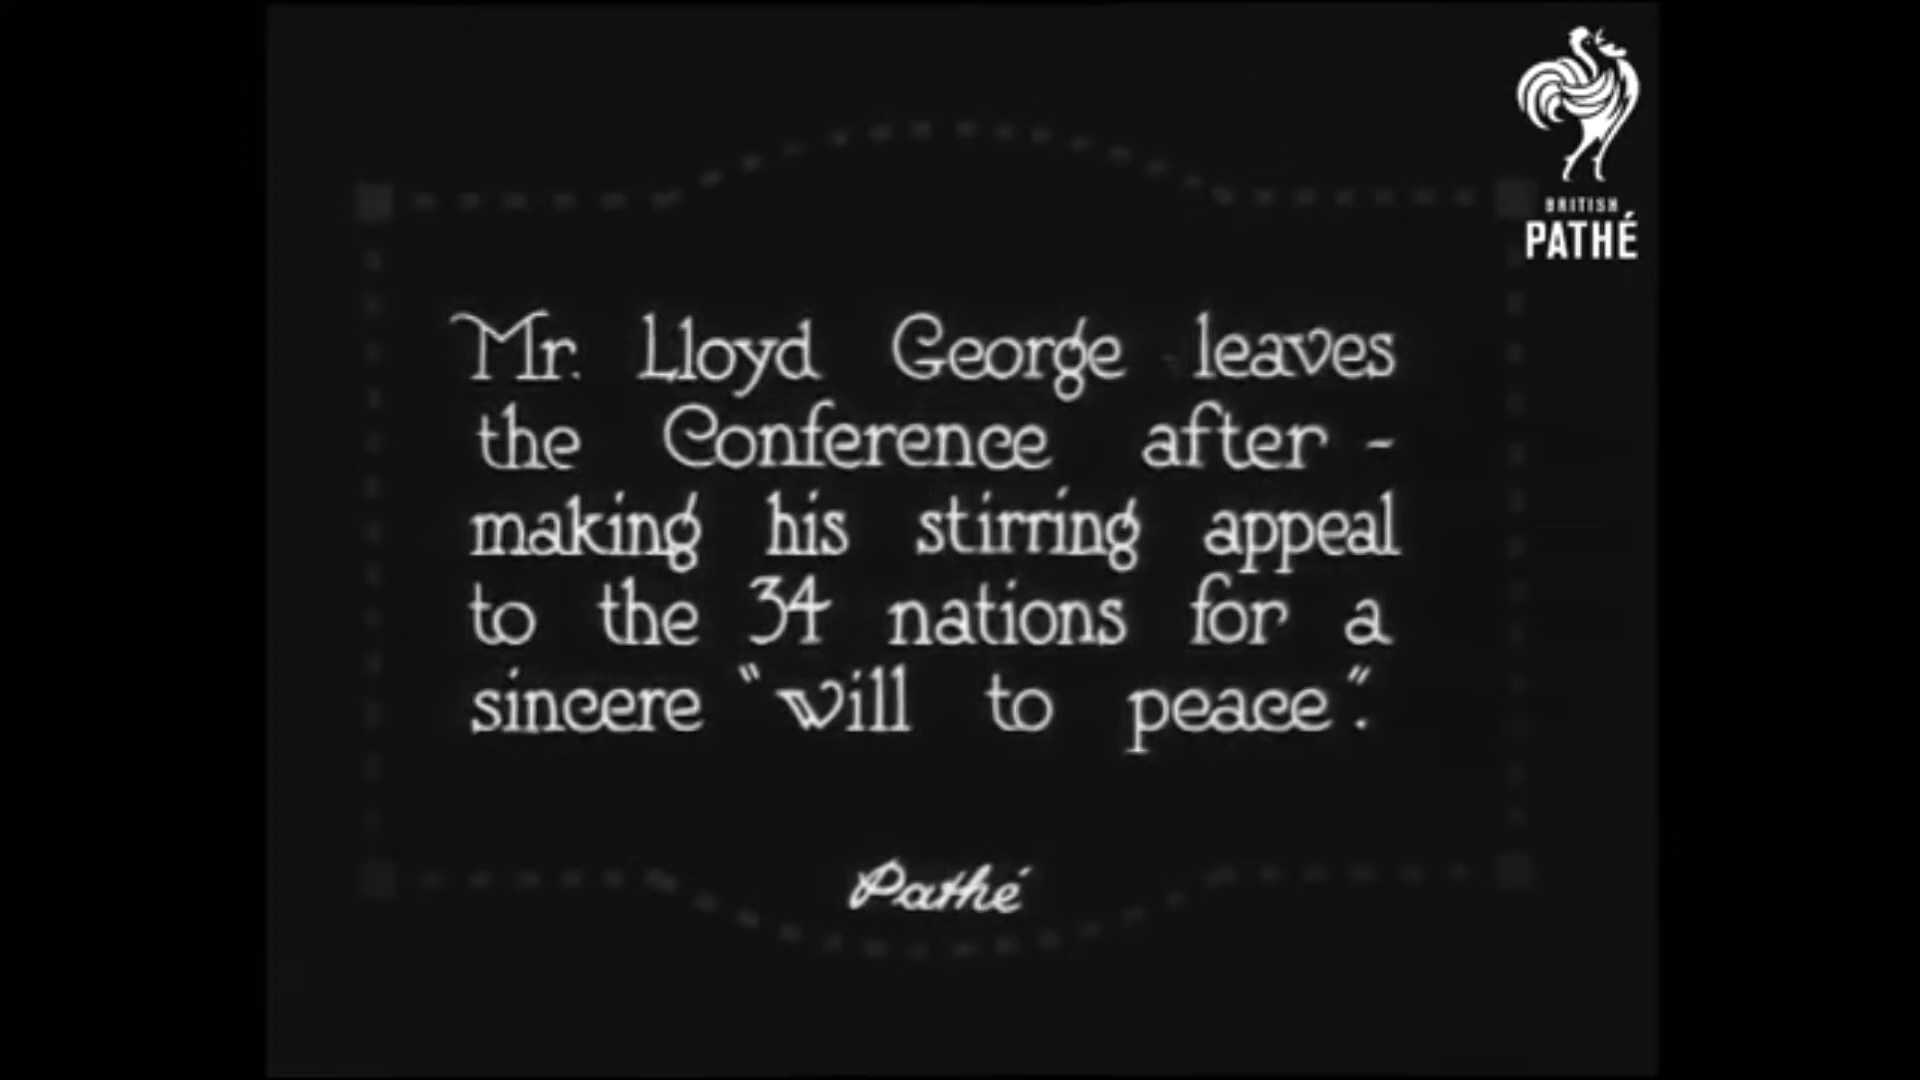 BRITISH
PATHÉ
Mr. Lloyd George leaves
the Conference after -
making his stirring appeal
to the 34 nations for a
sincere "will to peace".
Pathé